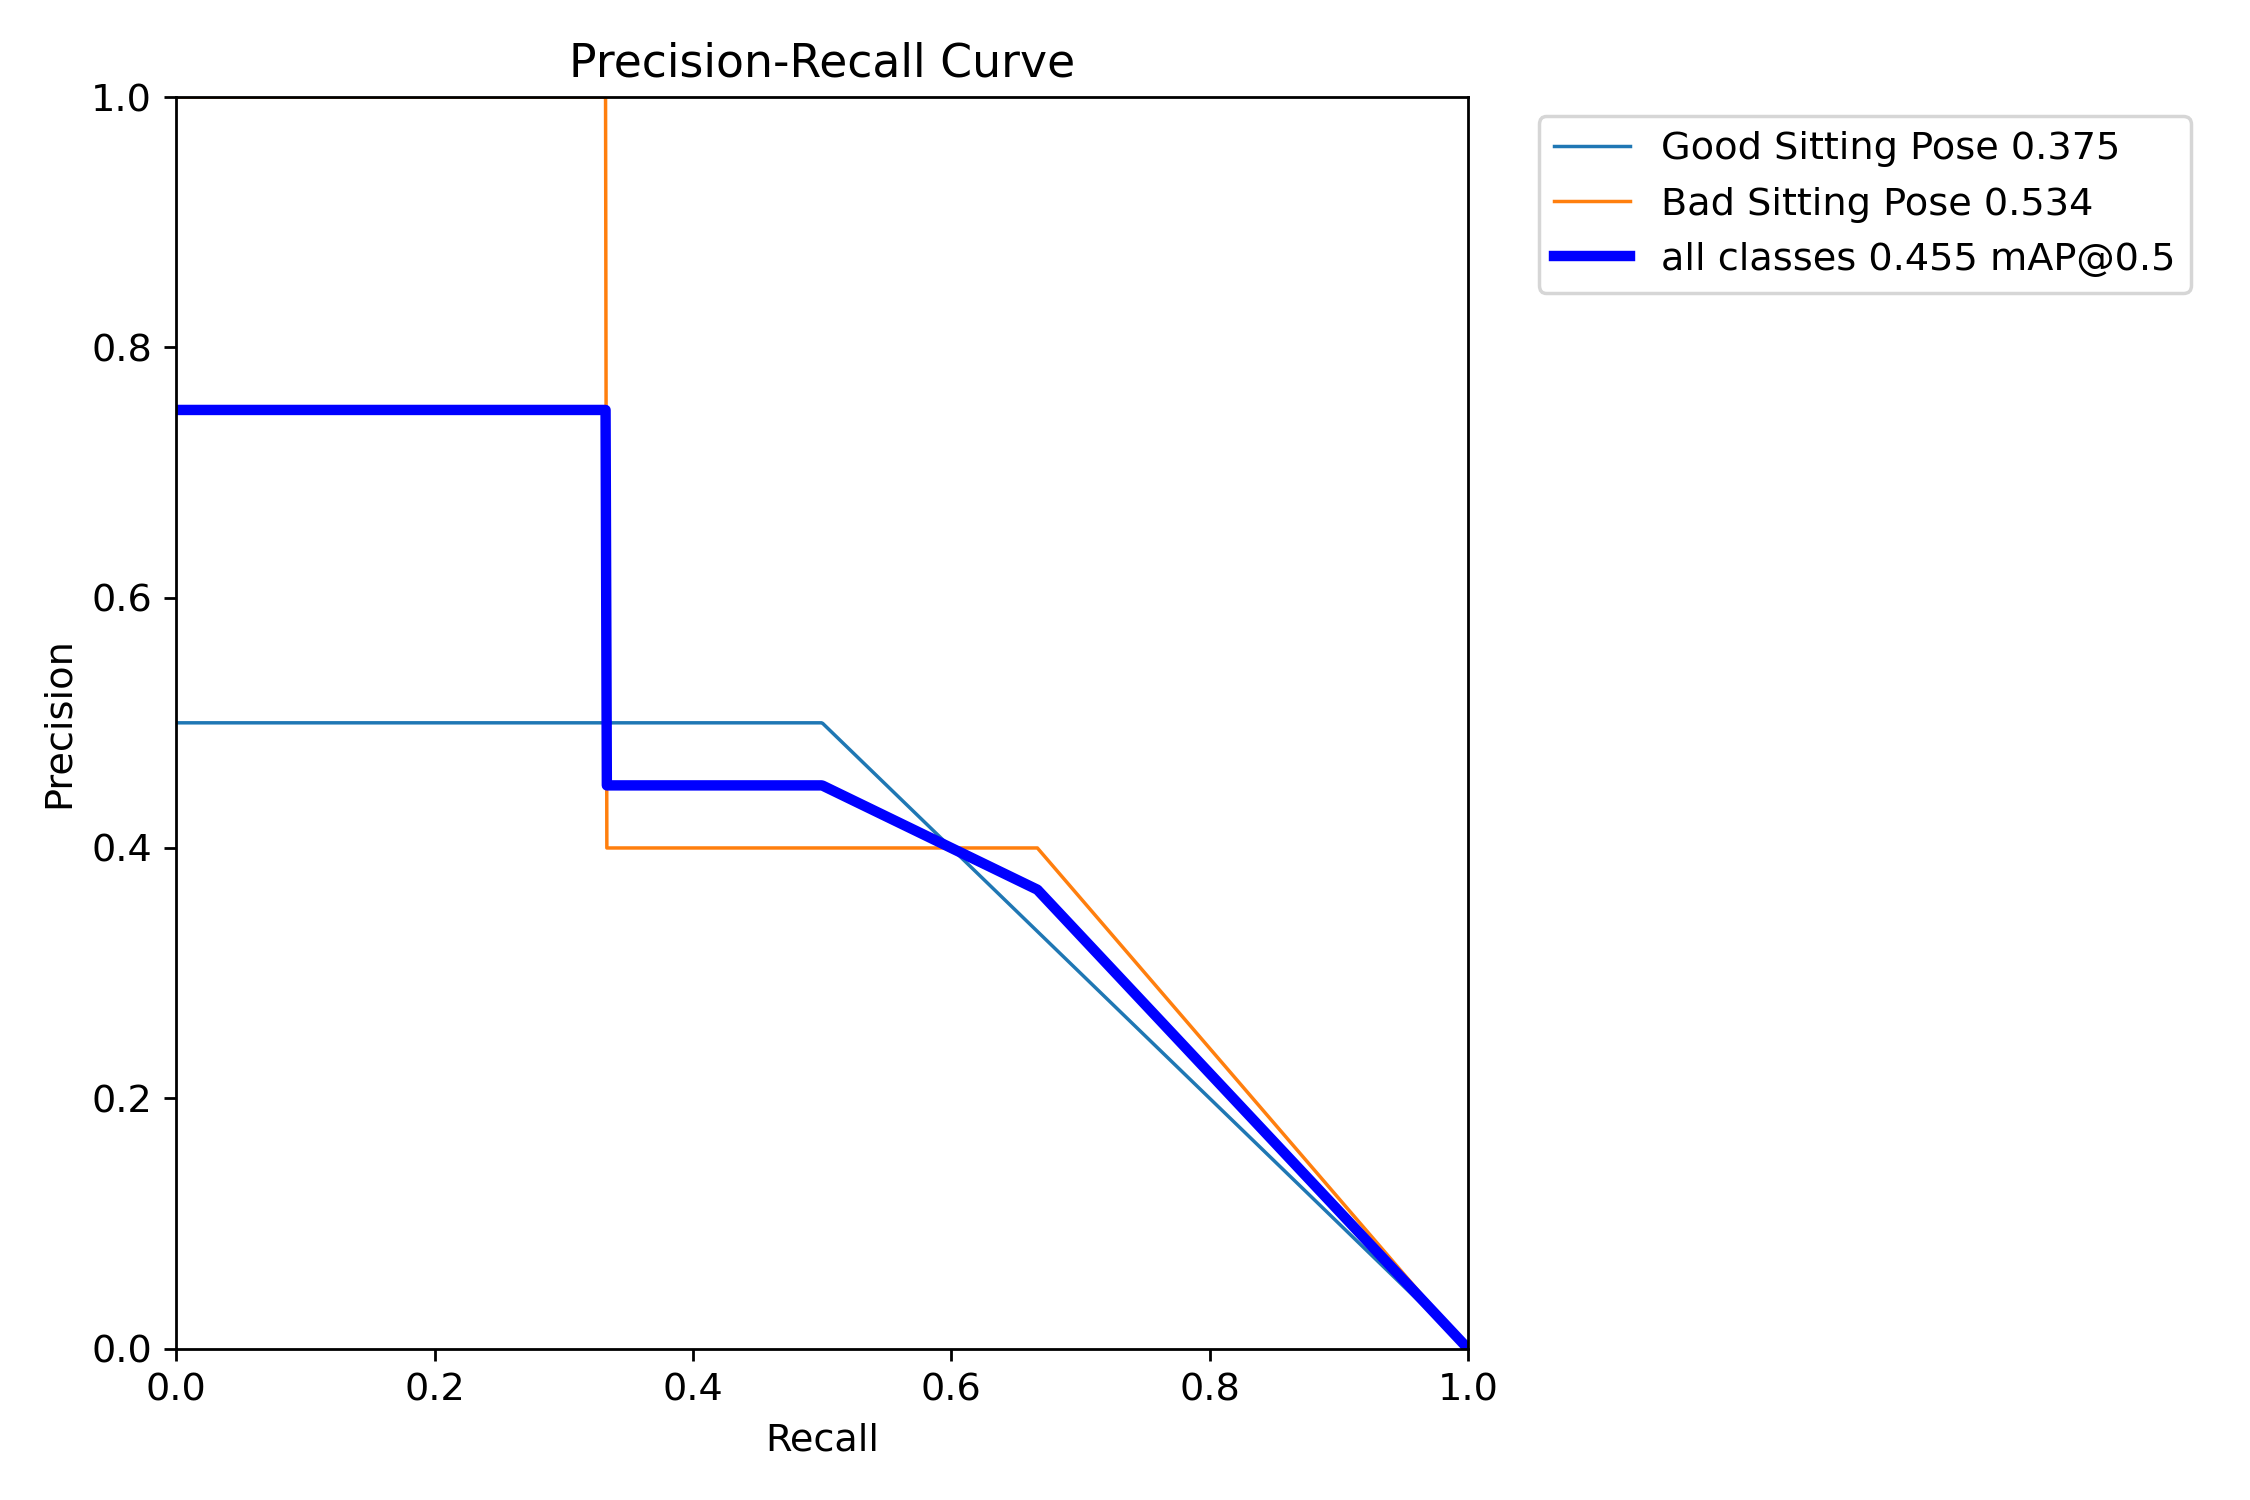 Precision-Recall Curve
1.0
0.8
0.6
0.4
0.2
0.0
Precision
0.0 0.2 0.4 0.6 0.8 1.0
Recall
Good Sitting Pose 0.375
Bad Sitting Pose 0.534
all classes 0.455 mAP@0.5